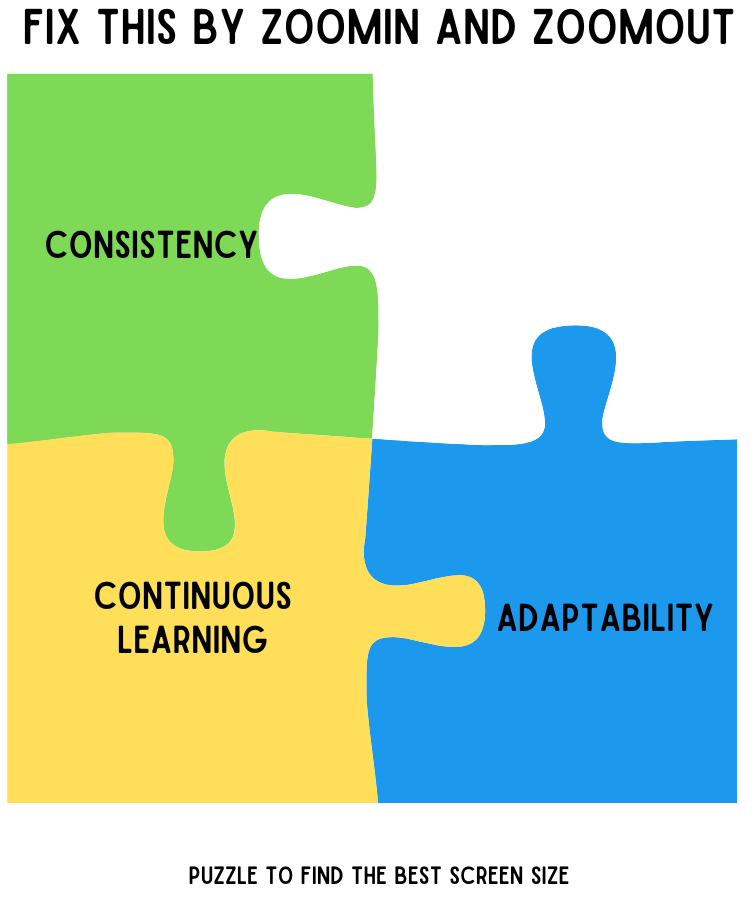 FIX THIS BY ZOOMIN AND ZOOMOUT
CONSISTENCY
CONTINUOUS
LEARNING
ADAPTABILITY
PUZZLE TO FIND THE BEST SCREEN SIZE